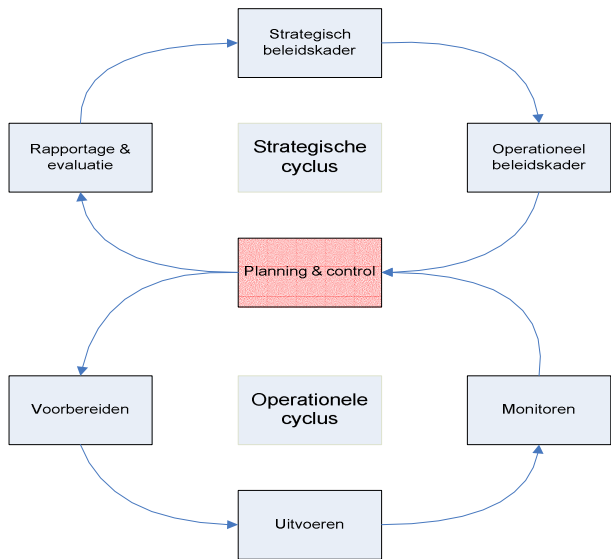 Strategisch
beleidskader
Rapportage &
evaluatie
Strategische
cyclus
Operationeel
beleidskader
Planning & control
Voorbereiden
Operationele
cyclus
Monitoren
Uitvoeren